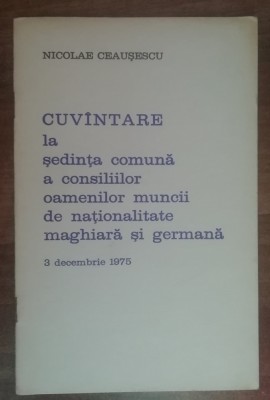 NICOLAE CEAUŞESCU
CUVÎNTARE
la
şedinţa comună
a consiliilor
oamenilor muncii
de naţionalitate
maghiară şi germană
3 decembrie 1975